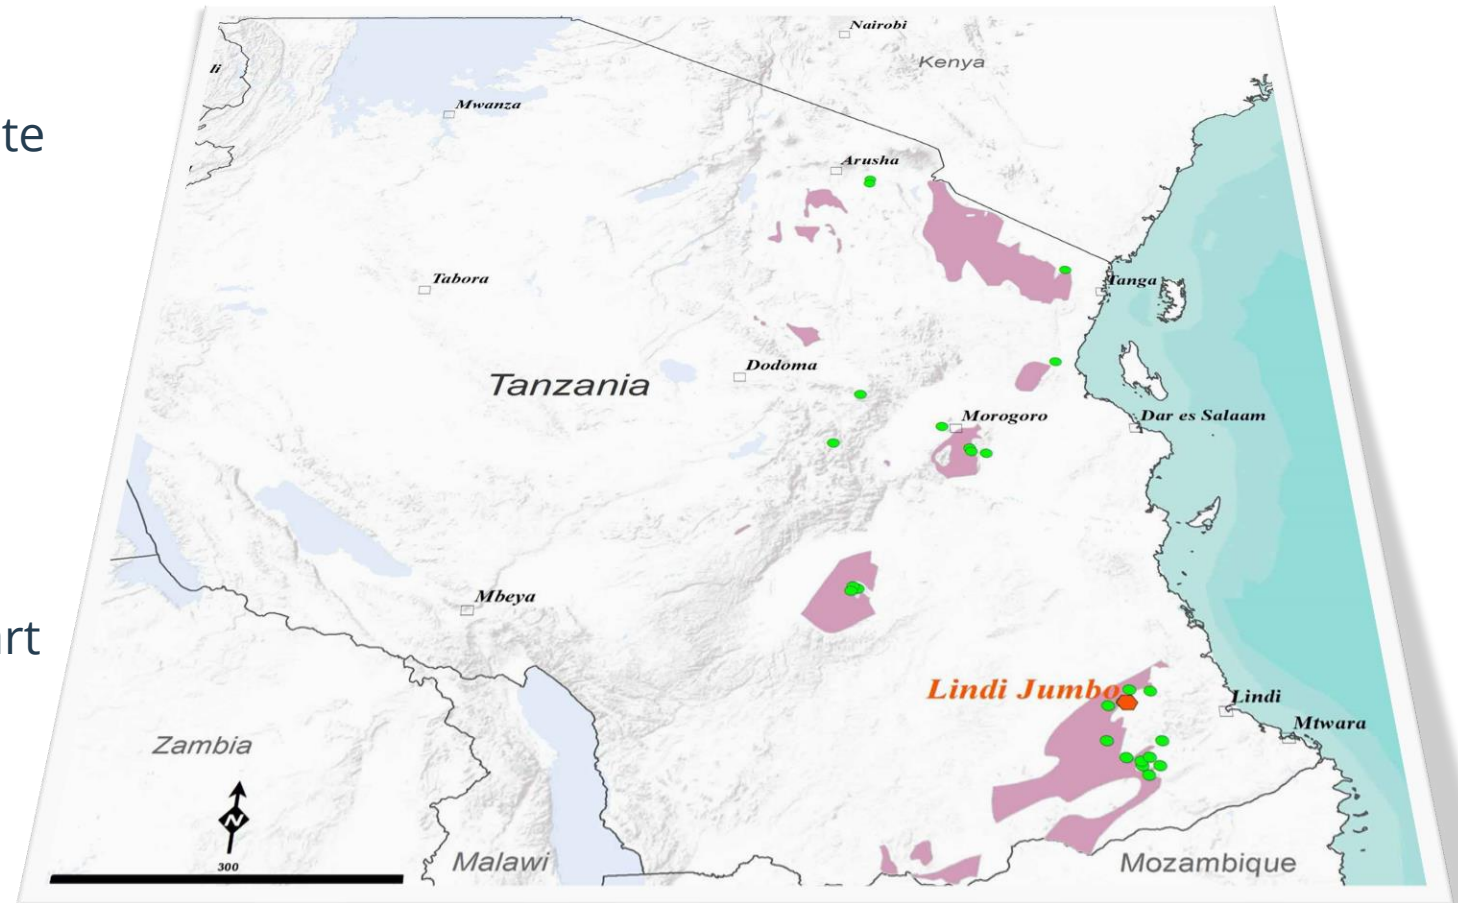 Nairobi
Kenya
li
Mwanza
te
Arusha
Tabora
Tanga
Dodoma
Tanzania
Morogoro
Dar es Salaam
Mbeya
art
Lindi Jumbo
Lindi
Mtwara
Zambia
N
300
Malawi
Mozambique